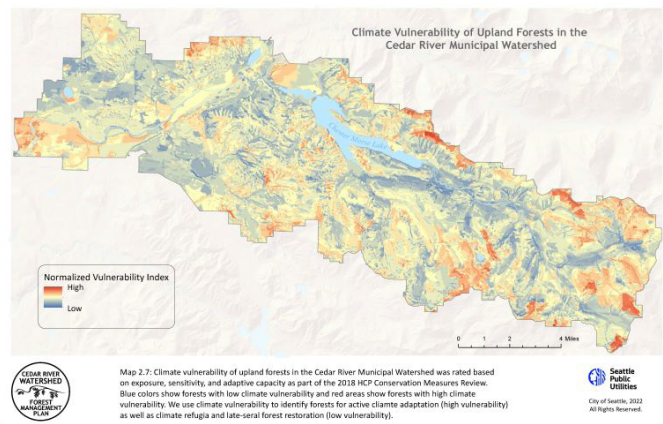 Climate Vulnerability of Upland Forests in the
Cedar River Municipal Watershed
Chester Morse Lake
Normalized Vulnerability Index
High
Low
0 1 2 4 Miles
CEDAR RIVER
WATERSHED
FOREST
MANAGEMENT
PLAN
Map 2.7: Climate vulnerability of upland forests in the Cedar River Municipal Watershed was rated based
on exposure, sensitivity, and adaptive capacity as part of the 2018 HCP Conservation Measures Review.
Blue colors show forests with low climate vulnerability and red areas show forests with high climate
vulnerability. We use climate vulnerability to identify forests for active cliamte adaptation (high vulnerability)
as well as climate refugia and late-seral forest restoration (low vulnerability).
Seattle
Public
Utilities
City of Seattle, 2022
All Rights Reserved.